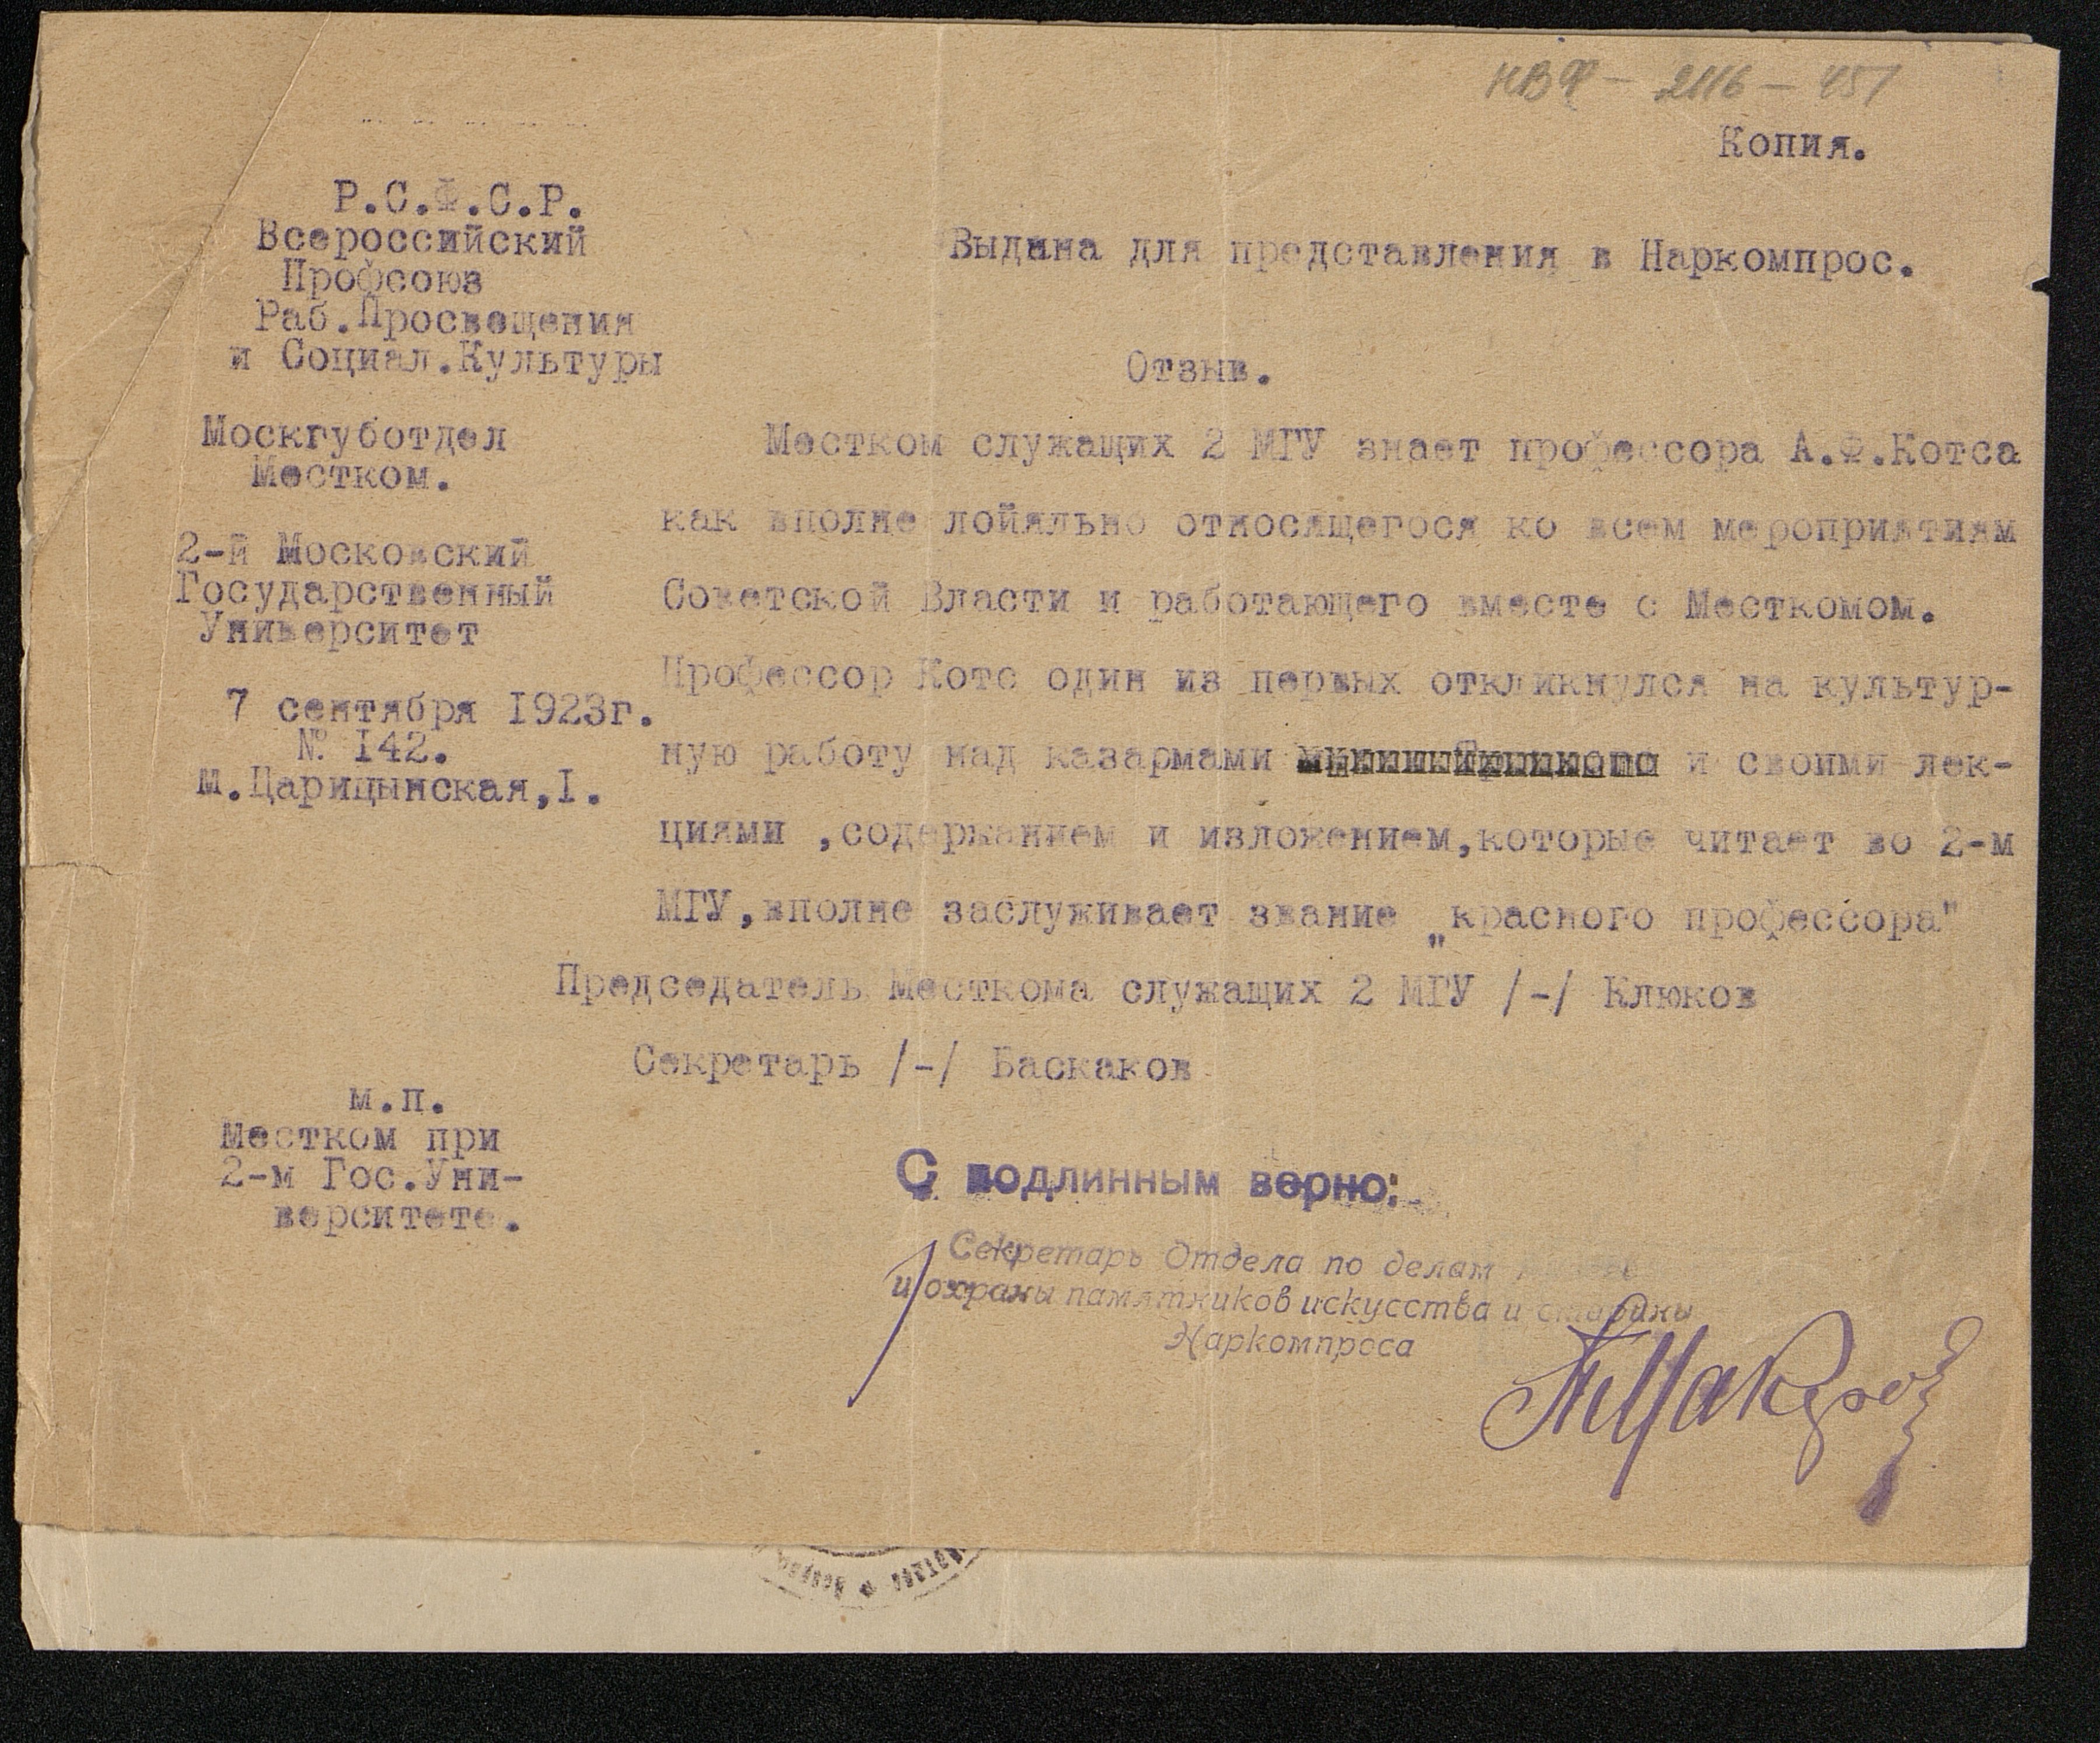 НВФ - 2116 - 451
Копия.
Р.С.Ф.С.Р.
Всероссийский
Профсоюз
Раб.Просвещения
и Социал.Культуры
Москгуботдел
Местком.
2-й Московский
Государственный
Университет
7 сентября 1923г.
№ 142.
М.Царицынская,1.
Выдана для представления в Наркомпрос.
Отзыв.
Местком служащих 2 МГУ знает профессора А.Ф.Котса
как вполне лойяльно относящегося ко всем мероприятиям
Советской Власти и работающего вместе с Месткомом.
Профессор Котс один из первых откликнулся на культур-
ную работу над казармами и своими лек-
циями ,содержанием и изложением,которые читает во 2-м
МГУ,вполне заслуживает звание „красного профессора"
Председатель Месткома служащих 2 МГУ /-/ Клюков
Секретарь /-/ Баскаков
м.п.
Местком при
2-м Гос.Уни-
верситете.
С подлинным верно:
Секретарь Отдела по делам
и охраны памятников искусства и старины
Наркомпроса